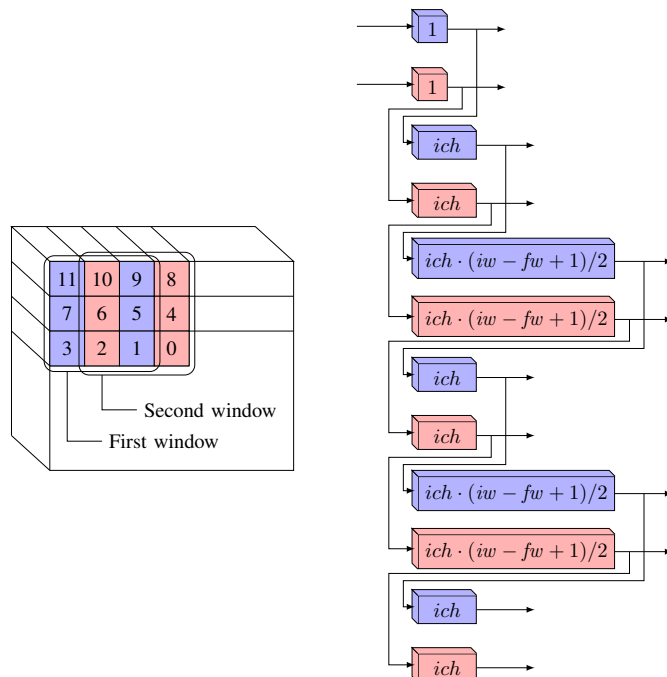 11 10 9 8
7 6 5 4
3 2 1 0
Second window
First window
1
1
ich
ich
ich · (iw − fw + 1)/2
ich · (iw − fw + 1)/2
ich
ich
ich · (iw − fw + 1)/2
ich · (iw − fw + 1)/2
ich
ich